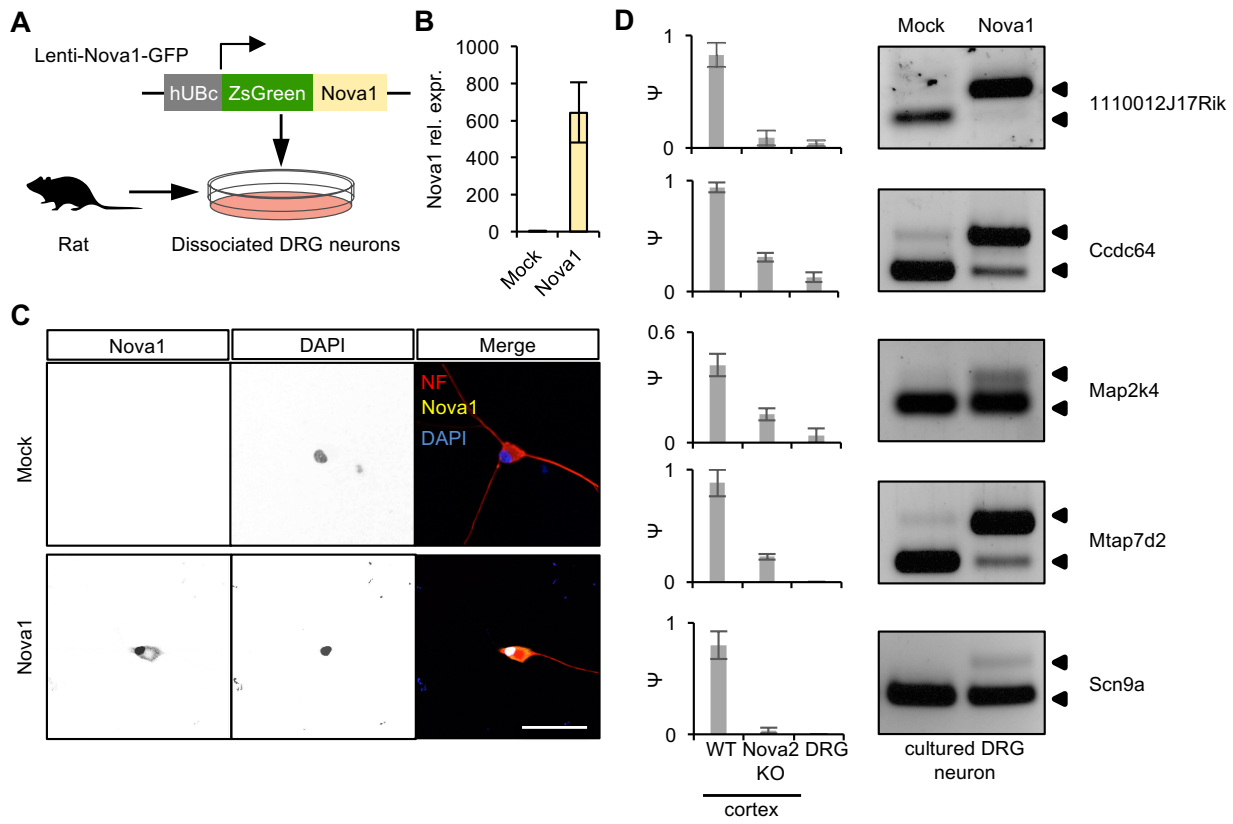 A
Lenti-Nova1-GFP
hUBc ZsGreen Nova1
Rat
Dissociated DRG neurons
B
Nova1 rel. expr.
1000
800
600
400
200
0
Mock
Nova1
C
Nova1 DAPI Merge
Mock
NF
Nova1
DAPI
Nova1
D
Mock Nova1
1
Ψ
0
1110012J17Rik
1
Ψ
0
Ccdc64
0.6
Ψ
0
Map2k4
1
Ψ
0
Mtap7d2
1
Ψ
0
Scn9a
WT Nova2 DRG
KO
cortex
cultured DRG
neuron